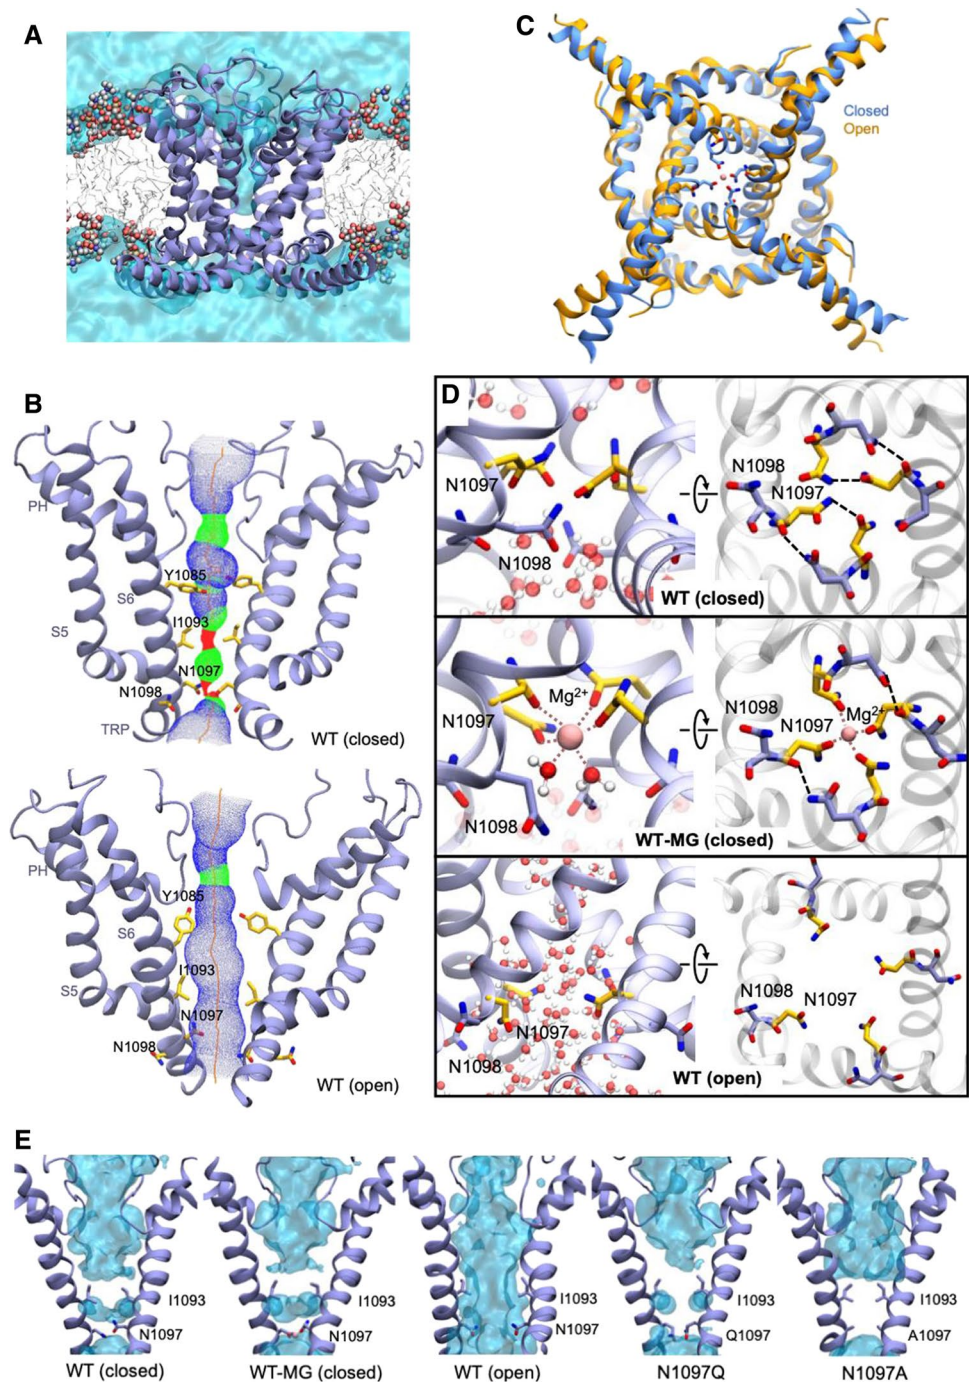 A
C
Closed
Open
B
PH
Y1085
S6
I1093
S5
N1097
N1098
TRP
WT (closed)
PH
Y1085
S6
I1093
S5
N1097
N1098
WT (open)
D
N1097
N1098
N1098
N1097
WT (closed)
Mg2+
N1097
N1098
N1098
N1097
Mg2+
WT-MG (closed)
N1097
N1098
N1098
N1097
WT (open)
E
I1093
N1097
WT (closed)
I1093
N1097
WT-MG (closed)
I1093
N1097
WT (open)
I1093
Q1097
N1097Q
I1093
A1097
N1097A